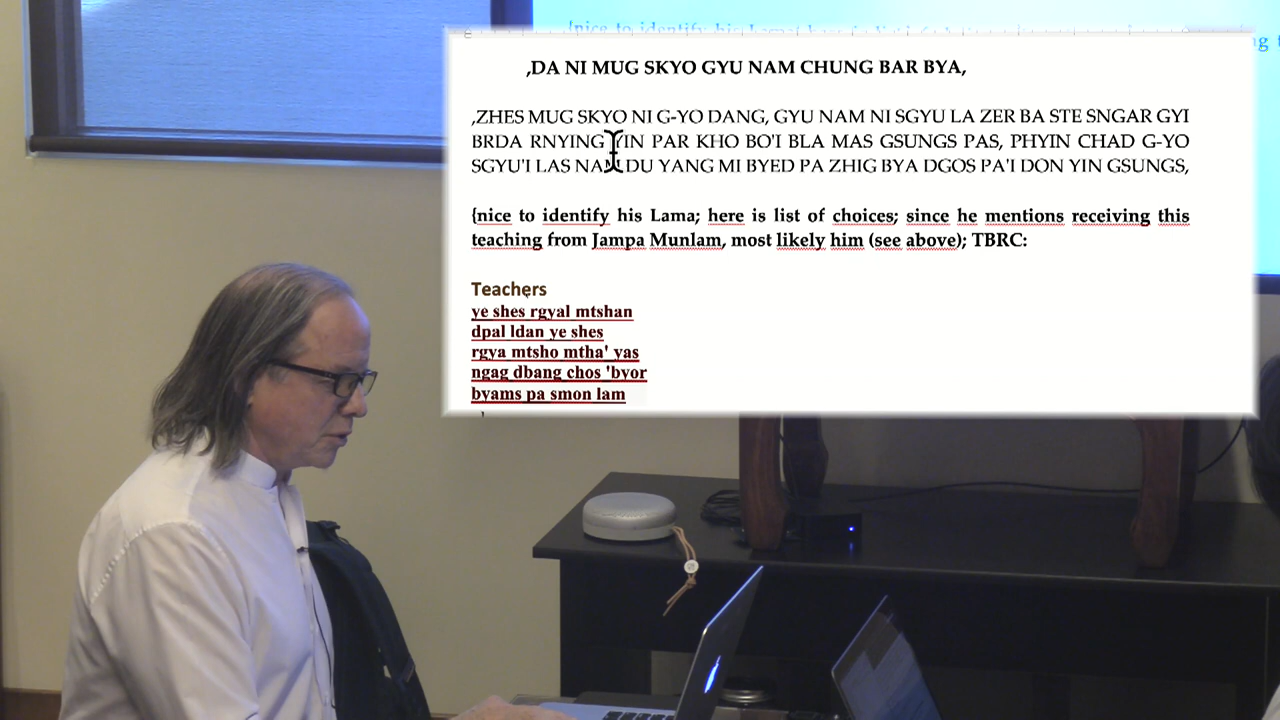 {nice to identify his
,DA NI MUG SKYO GYU NAM CHUNG BAR BYA,
,ZHES MUG SKYO NI G-YO DANG, GYU NAM NI SGYU LA ZER BA STE SNGAR GYI
BRDA RNYING YIN PAR KHO BO'I BLA MAS GSUNGS PAS, PHYIN CHAD G-YO
SGYU'I LAS NAM DU YANG MI BYED PA ZHIG BYA DGOS PA'I DON YIN GSUNGS,
{nice to identify his Lama; here is list of choices; since he mentions receiving this
teaching from Jampa Munlam, most likely him (see above); TBRC:
Teachers
ye shes rgyal mtshan
dpal ldan ye shes
rgya mtsho mtha' yas
ngag dbang chos 'byor
byams pa smon lam